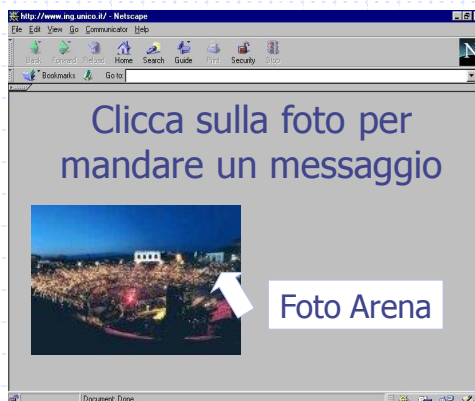 http://www.ing.unico.it/ - Netscape
File Edit View Go Communicator Help
Back Forward Reload Home Search Guide Print Security Stop
N
Bookmarks Go to:
Clicca sulla foto per
mandare un messaggio
Foto Arena
Document: Done